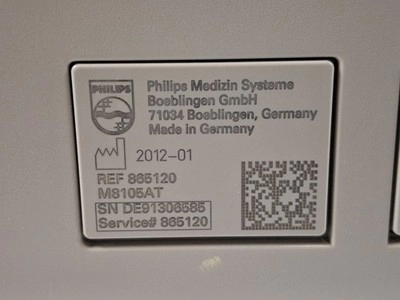 PHILIPS
Philips Medizin Systeme
Boeblingen GmbH
71034 Boeblingen, Germany
Made in Germany
2012-01
REF 865120
M8105AT
SN DE91306585
Service# 865120